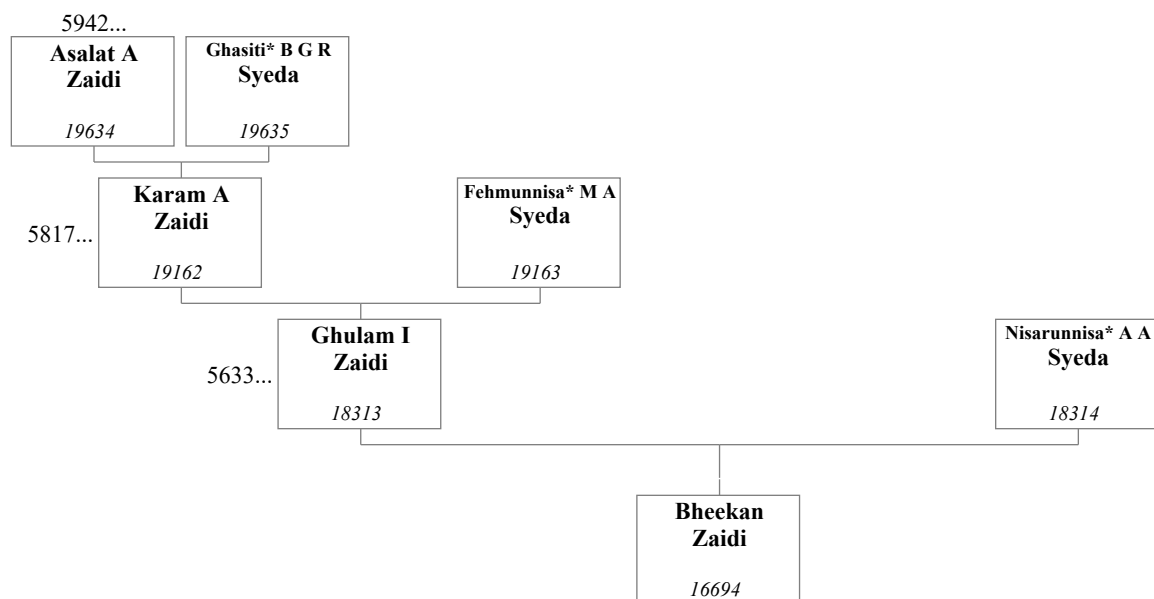 5942...
Asalat A
Zaidi
19634
Ghasiti* B G R
Syeda
19635
5817...
Karam A
Zaidi
19162
Fehmunnisa* M A
Syeda
19163
5633...
Ghulam I
Zaidi
18313
Nisarunnisa* A A
Syeda
18314
Bheekan
Zaidi
16694